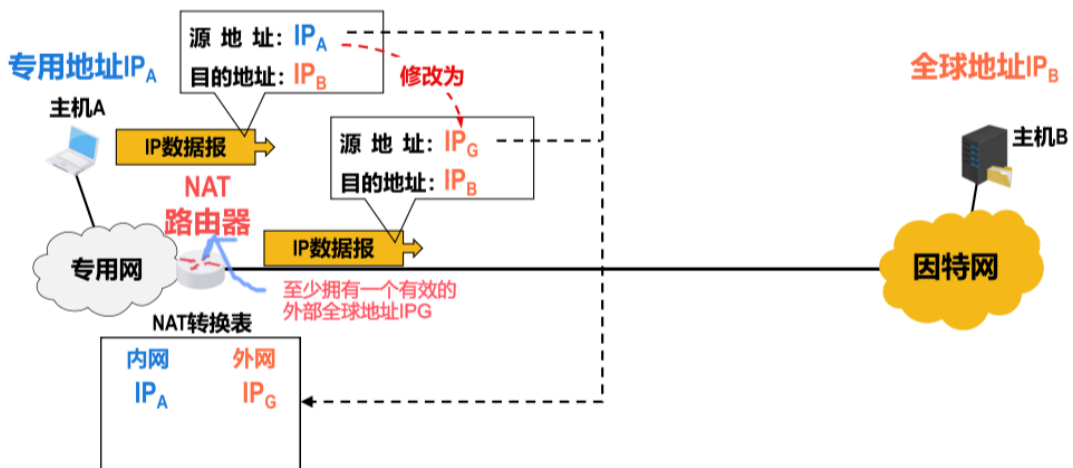 源 地 址：IPA
目的地址：IPB
修改为
专用地址IPA
主机A
IP数据报
全球地址IPB
主机B
源 地 址：IPG
目的地址：IPB
NAT
路由器
IP数据报
专用网
因特网
至少拥有一个有效的
外部全球地址IPG
NAT转换表
内网 外网
IPA IPG